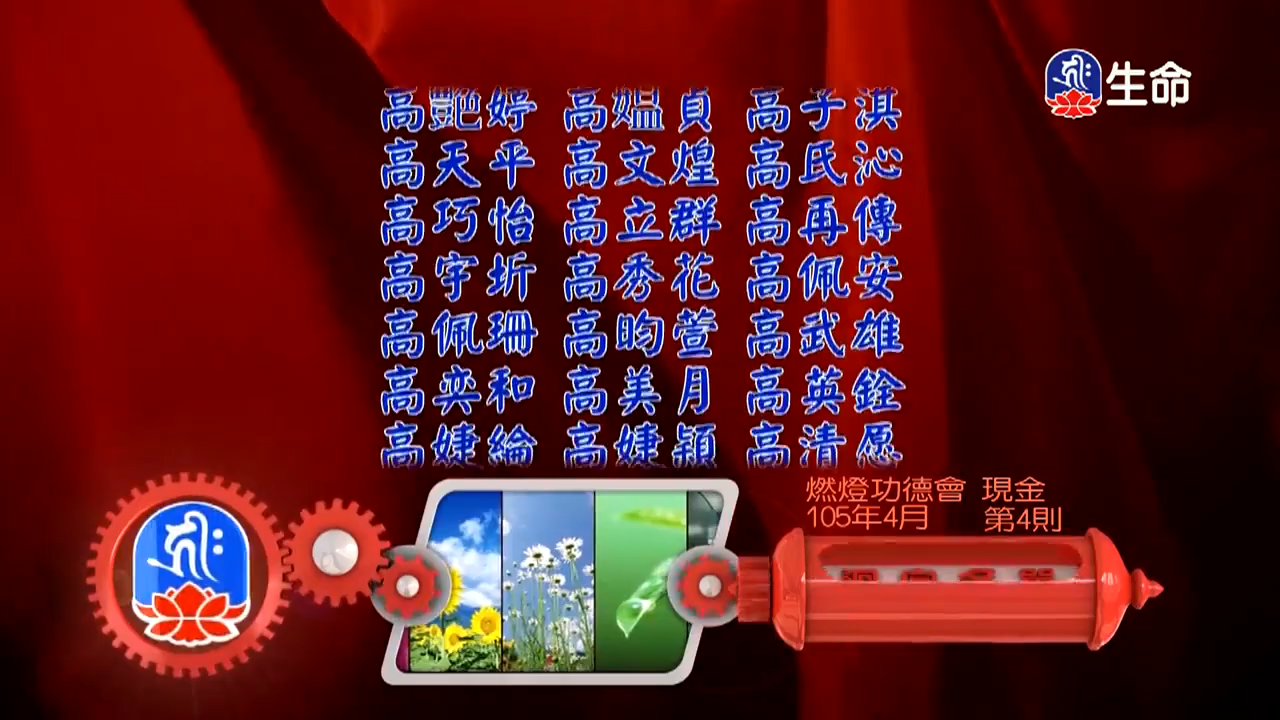 高艷婷 高媼貞 高子淇
高天平 高文煌 高氏沁
高巧怡 高立群 高再傳
高宇圻 高秀花 高佩安
高佩珊 高昀萱 高武雄
高奕和 高美月 高英銓
高婕綸 高婕穎 高清愿
生命
燃燈功德會 現金
105年4月 第4則